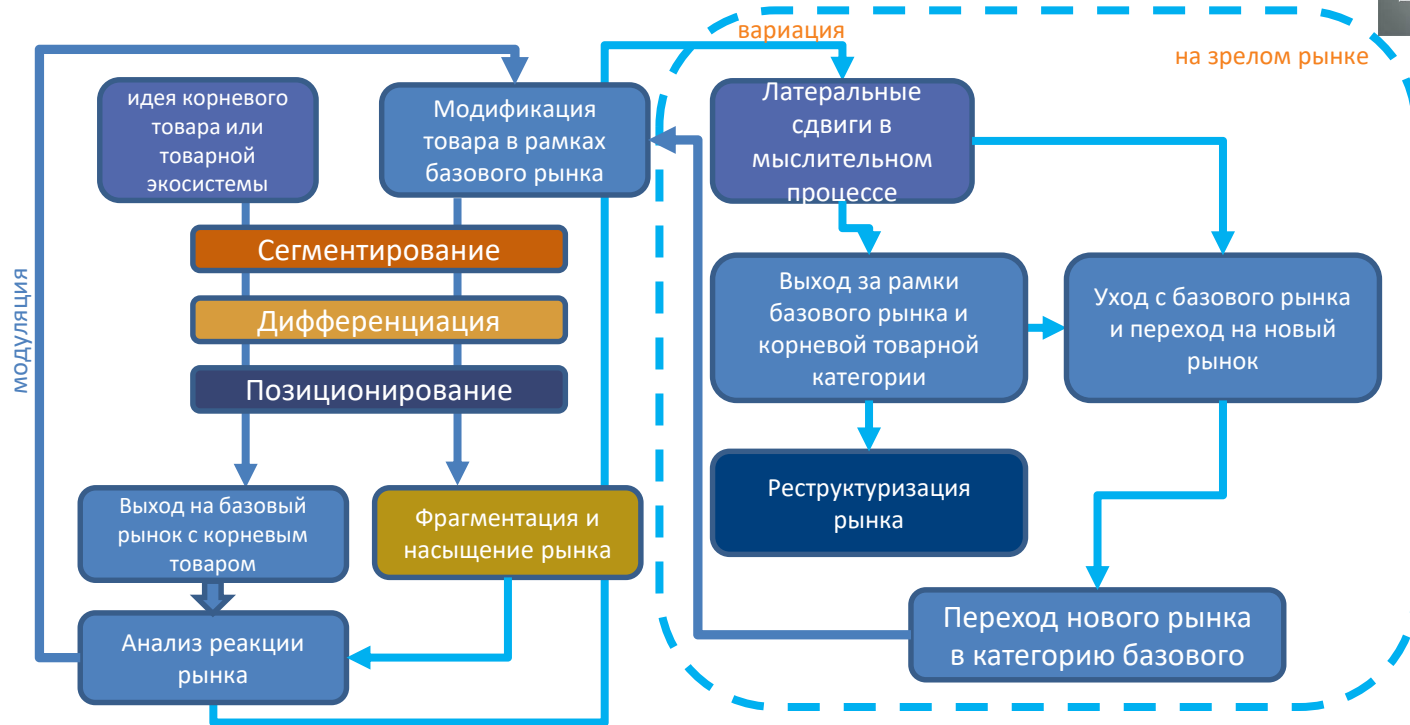 вариация
на зрелом рынке
идея корневого
товара или
товарной
экосистемы
Модификация
товара в рамках
базового рынка
Латеральные
сдвиги в
мыслительном
процессе
модуляция
Сегментирование
Дифференциация
Позиционирование
Выход за рамки
базового рынка и
корневой товарной
категории
Уход с базового рынка
и переход на новый
рынок
Выход на базовый
рынок с корневым
товаром
Фрагментация и
насыщение рынка
Реструктуризация
рынка
Анализ реакции
рынка
Переход нового рынка
в категорию базового